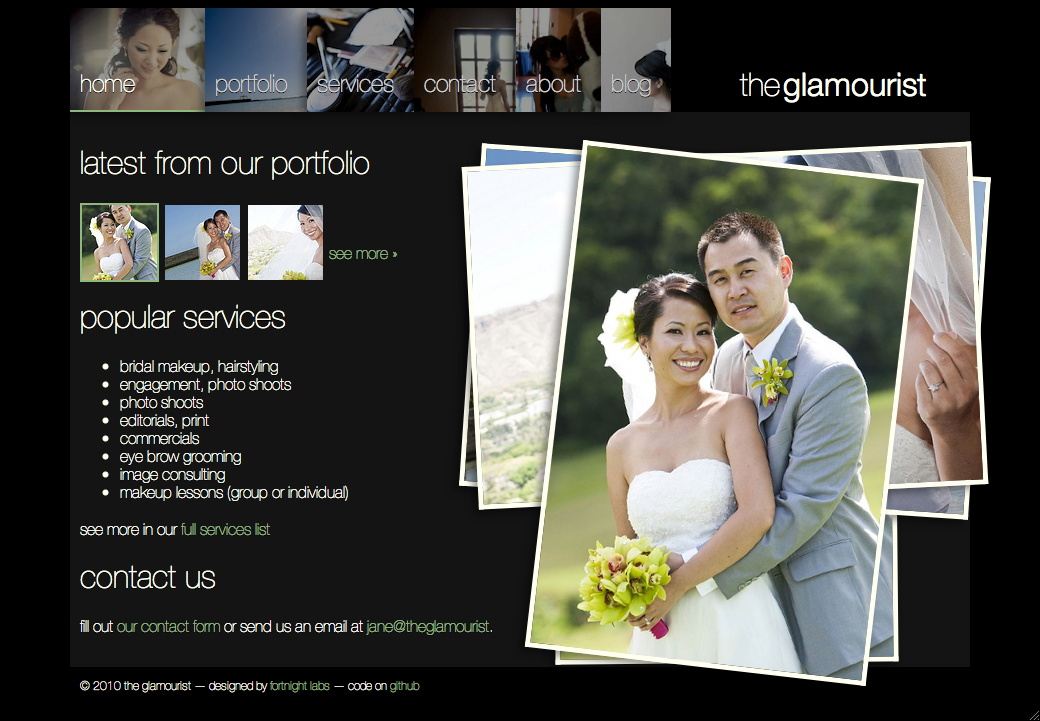 home portfolio services contact about blog
theglamourist
latest from our portfolio
see more »
popular services
• bridal makeup, hairstyling
• engagement, photo shoots
• photo shoots
• editorials, print
• commercials
• eye brow grooming
• image consulting
• makeup lessons (group or individual)
see more in our full services list
contact us
fill out our contact form or send us an email at jane@theglamourist.
© 2010 the glamourist — designed by fortnight labs — code on github